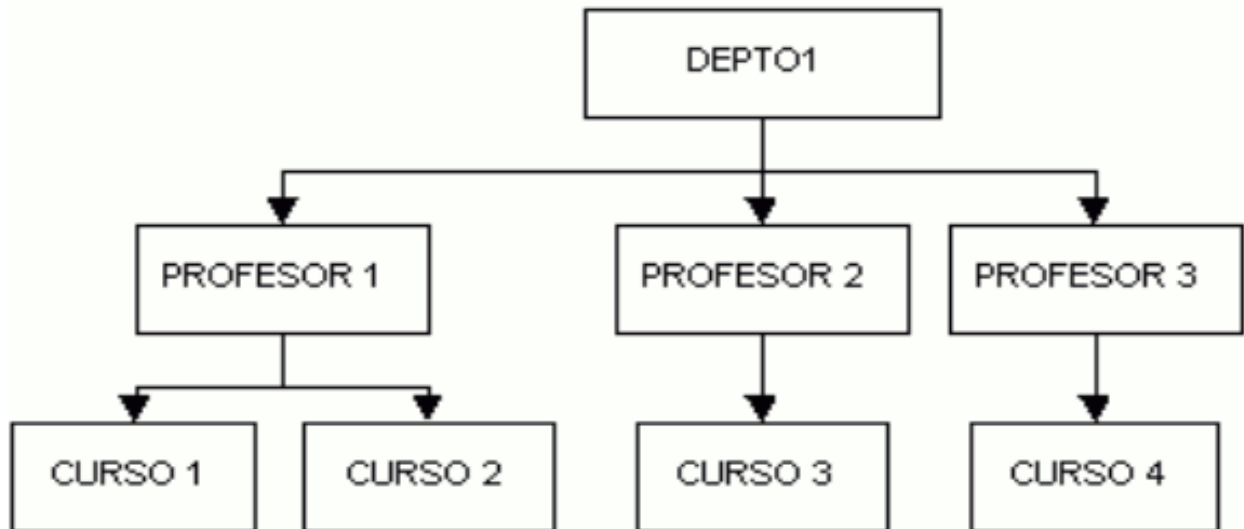 DEPTO1
PROFESOR 1
PROFESOR 2
PROFESOR 3
CURSO 1
CURSO 2
CURSO 3
CURSO 4